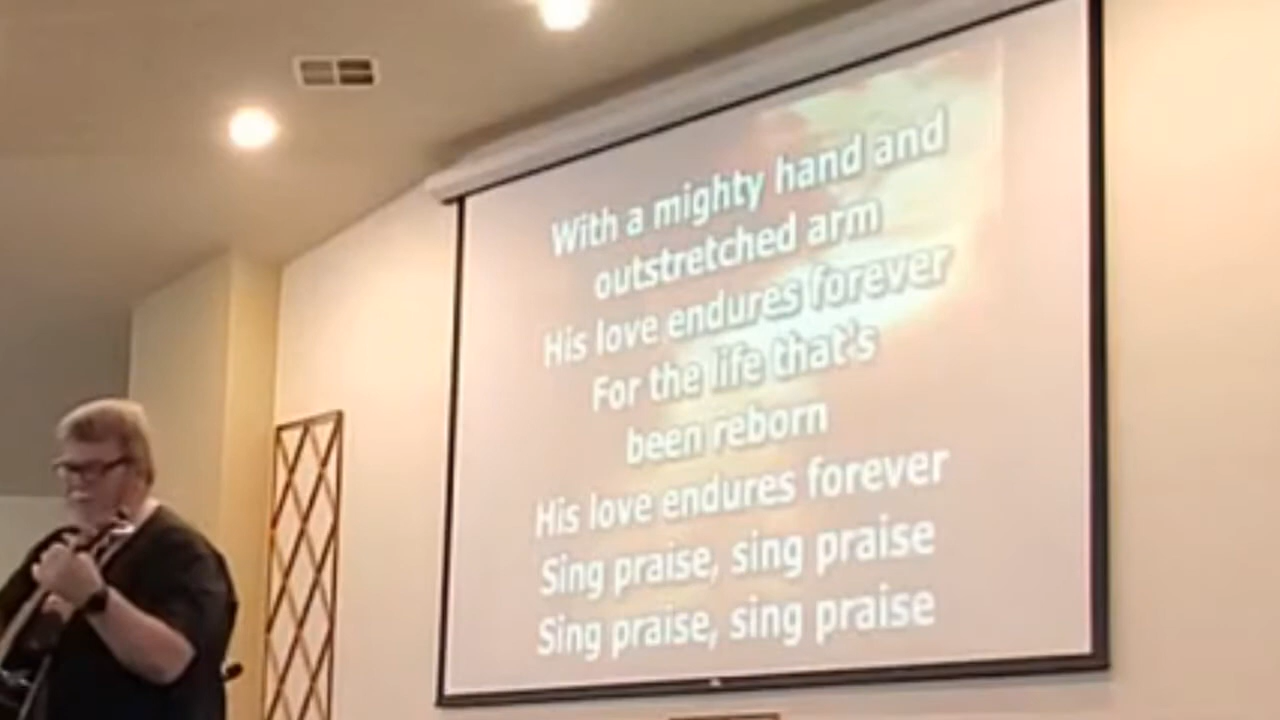 With a mighty hand and
outstretched arm
His love endures forever
For the life that's
been reborn
His love endures forever
Sing praise, sing praise
Sing praise, sing praise